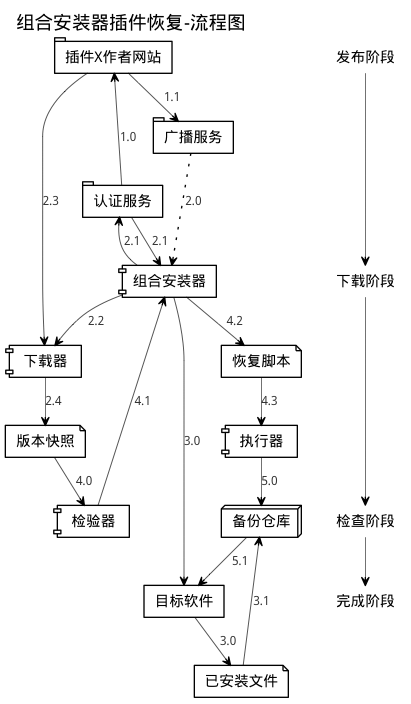 组合安装器插件恢复-流程图
插件X作者网站
发布阶段
1.1
1.0
广播服务
认证服务
2.3
2.0
2.1
2.1
组合安装器
下载阶段
2.2
4.2
下载器
恢复脚本
2.4
4.1
4.3
版本快照
3.0
执行器
4.0
5.0
检验器
备份仓库
检查阶段
5.1
目标软件
3.1
完成阶段
3.0
已安装文件